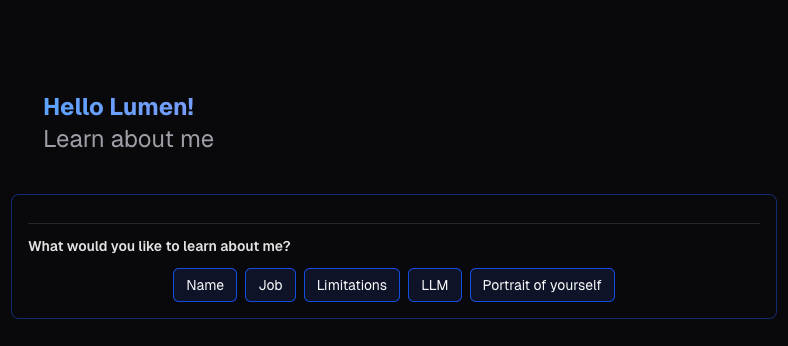 Hello Lumen!
Learn about me
What would you like to learn about me?
Name Job Limitations LLM Portrait of yourself